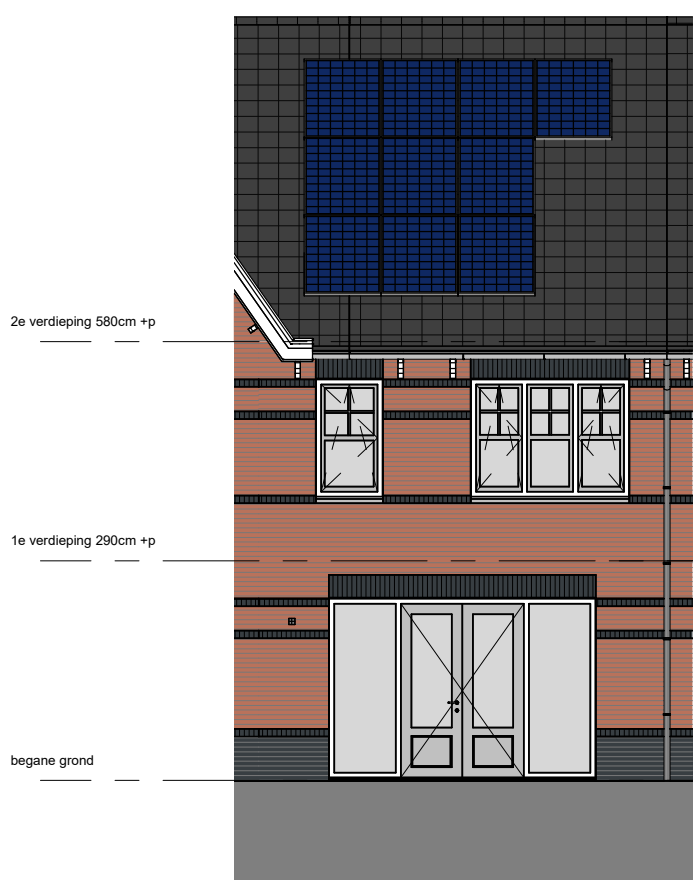 2e verdieping 580cm +p
1e verdieping 290cm +p
begane grond